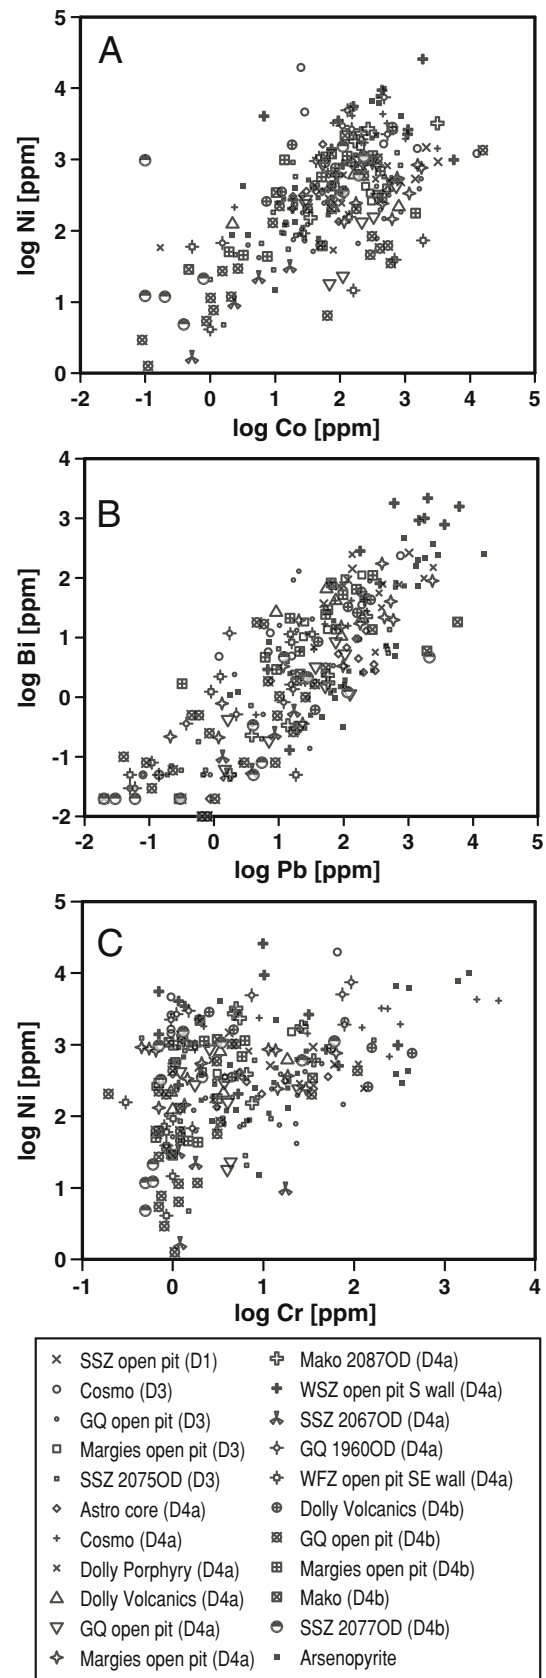 A
5
4
3
2
1
0
log Ni [ppm]
-2 -1 0 1 2 3 4 5
log Co [ppm]
B
4
3
2
1
0
-1
-2
log Bi [ppm]
-2 -1 0 1 2 3 4 5
log Pb [ppm]
C
5
4
3
2
1
0
log Ni [ppm]
-1 0 1 2 3 4
log Cr [ppm]
SSZ open pit (D1)
Cosmo (D3)
GQ open pit (D3)
Margies open pit (D3)
SSZ 2075OD (D3)
Astro core (D4a)
Cosmo (D4a)
Dolly Porphyry (D4a)
Dolly Volcanics (D4a)
GQ open pit (D4a)
Margies open pit (D4a)
Mako 2087OD (D4a)
WSZ open pit S wall (D4a)
SSZ 2067OD (D4a)
GQ 1960OD (D4a)
WFZ open pit SE wall (D4a)
Dolly Volcanics (D4b)
GQ open pit (D4b)
Margies open pit (D4b)
Mako (D4b)
SSZ 2077OD (D4b)
Arsenopyrite